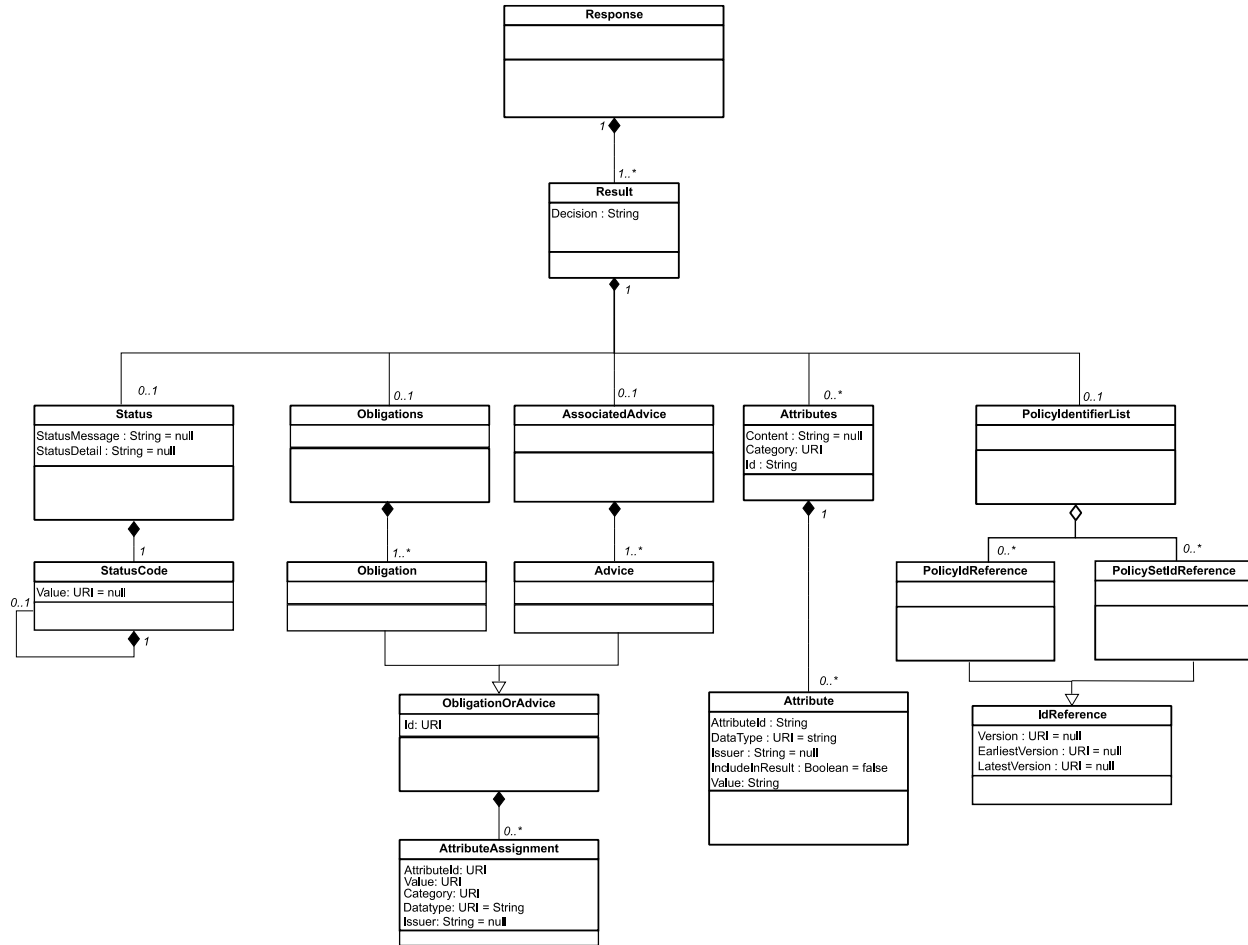 Response
1
1..*
Result
Decision : String
1
0..1
0..1
0..1
0..*
0..1
Status
StatusMessage : String = null
StatusDetail : String = null
Obligations
AssociatedAdvice
Attributes
Content : String = null
Category: URI
Id : String
PolicyIdentifierList
1
1..*
1..*
1
0..*
0..*
StatusCode
Value: URI = null
0..1
1
Obligation
Advice
PolicyIdReference
PolicySetIdReference
0..*
ObligationOrAdvice
Id: URI
Attribute
AttributeId : String
DataType : URI = string
Issuer : String = null
IncludeInResult : Boolean = false
Value: String
IdReference
Version : URI = null
EarliestVersion : URI = null
LatestVersion : URI = null
0..*
AttributeAssignment
AttributeId: URI
Value: URI
Category: URI
Datatype: URI = String
Issuer: String = null